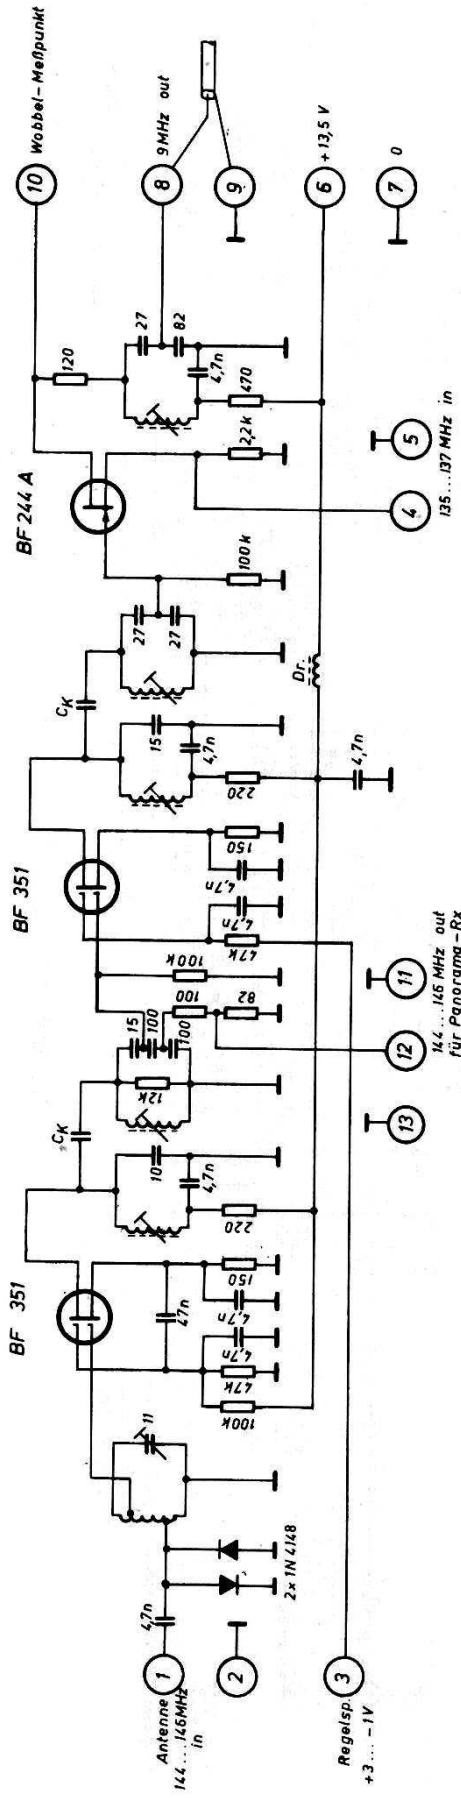 Antenne
144...146MHz
in
1
2
Regelsp.
+3... -1V
3
4,7n
2x 1N 4148
11
BF 351
100k
47k
4,7n
47n
4,7n
150
220
10
4,7n
CK
12k
15
100
100
100
82
100k
13
12
11
144...146 MHz out
für Panorama-Rx
BF 351
47k
4,7n
4,7n
150
220
15
4,7n
CK
27
27
4,7n
Dr.
100k
BF 244 A
2,2k
470
4,7n
120
27
82
4
5
135...137 MHz in
10
Wobbel-Meßpunkt
8
9MHz out
9
6
+13,5 V
7
0